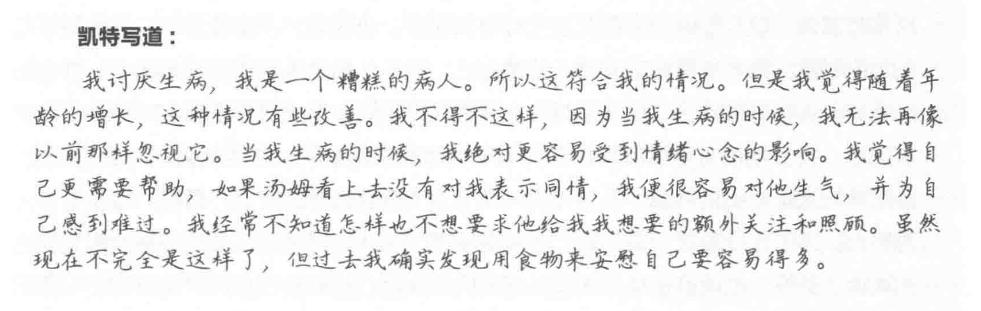 凯特写道：
我讨厌生病，我是一个糟糕的病人。所以这符合我的情况。但是我觉得随着年
龄的增长，这种情况有些改善。我不得不这样，因为当我生病的时候，我无法再像
以前那样忽视它。当我生病的时候，我绝对更容易受到情绪心念的影响。我觉得自
己更需要帮助，如果汤姆看上去没有对我表示同情，我便很容易对他生气，并为自
己感到难过。我经常不知道怎样也不想要求他给我我想要的额外关注和照顾。虽然
现在不完全是这样了，但过去我确实发现用食物来安慰自己要容易得多。